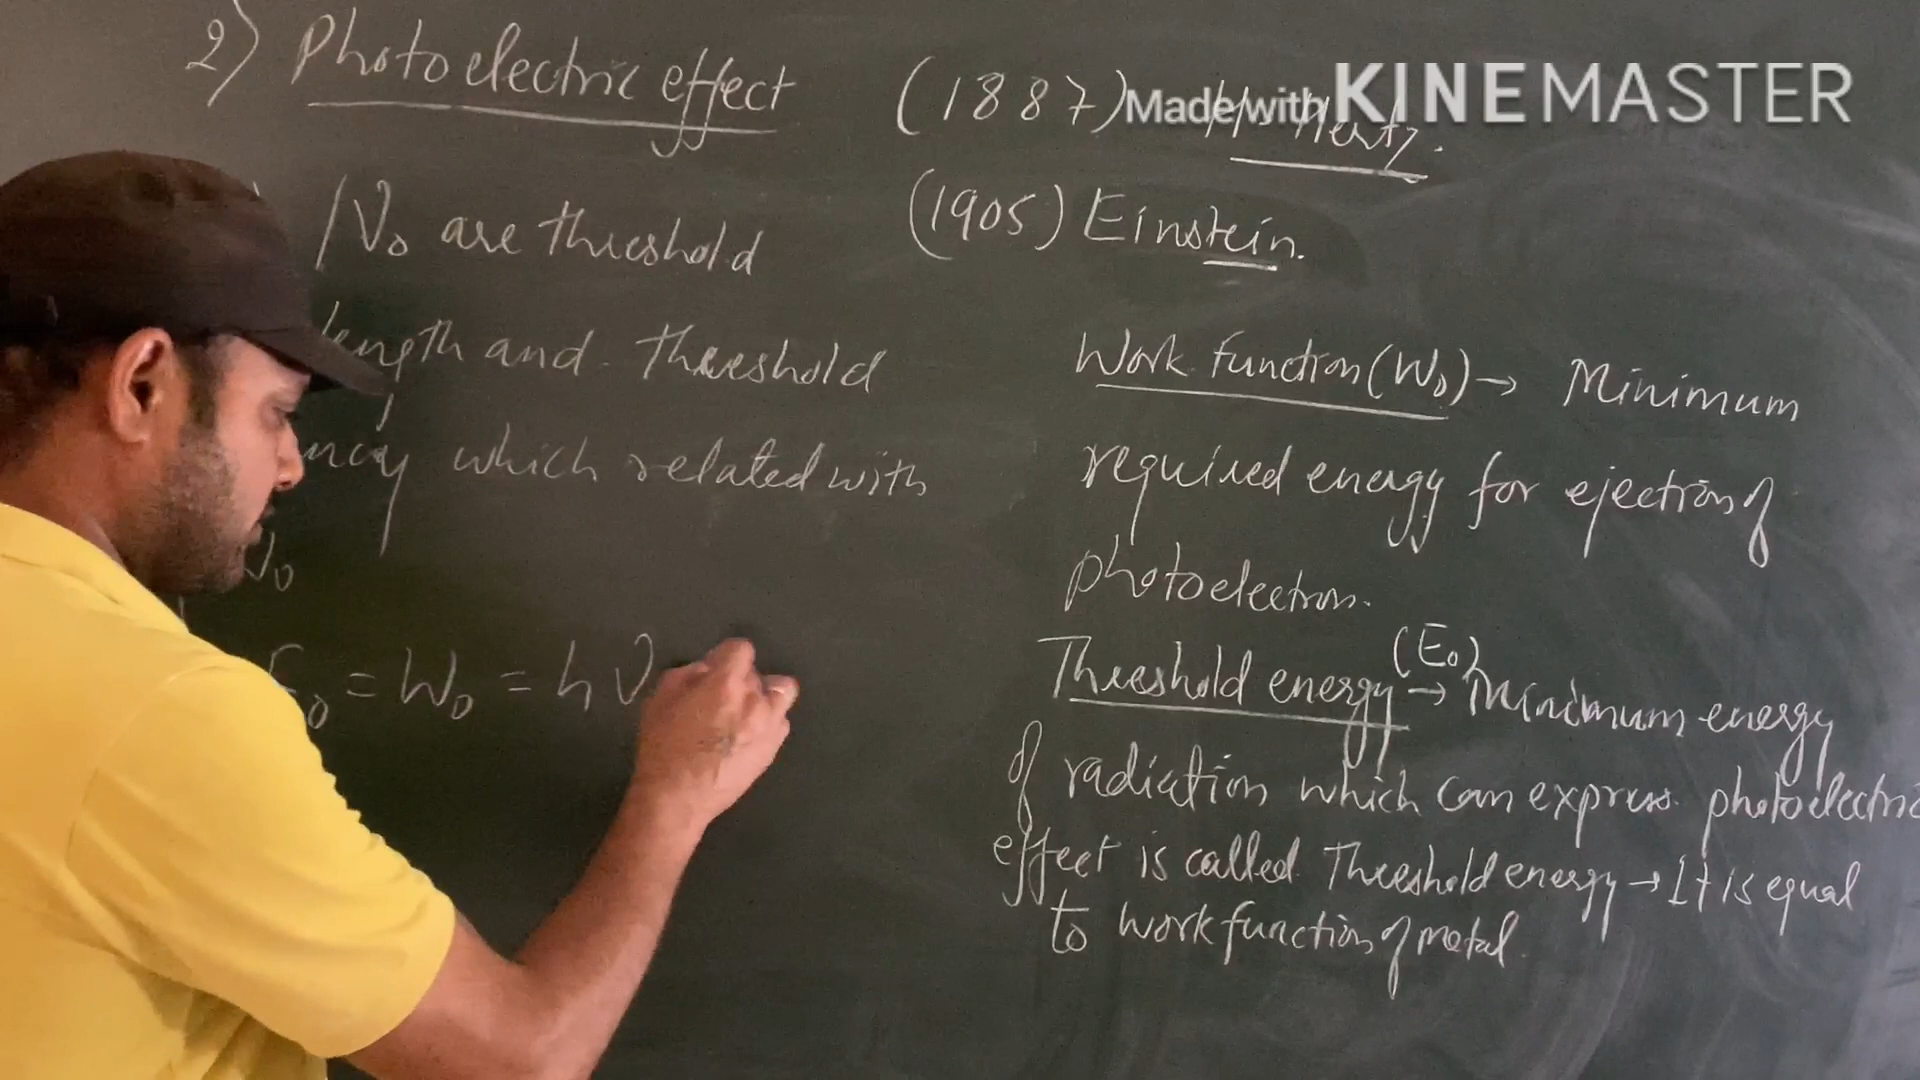 2) Photoelectric effect
(1887) Hertz.
Made with KINEMASTER
(1905) Einstein.
/ν₀ are threshold
length and threshold
ncy which related with
E₀ = W₀ = hν
Work function (W₀) → Minimum
required energy for ejection of
photoelectron.
Threshold energy (E₀) → Minimum energy
of radiation which can express photoelectric
effect is called Threshold energy → It is equal
to work function of metal.